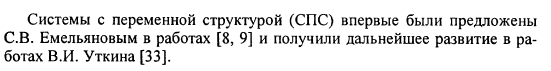 Системы с переменной структурой (СПС) впервые были предложены
С.В. Емельяновым в работах [8, 9] и получили дальнейшее развитие в ра-
ботах В.И. Уткина [33].